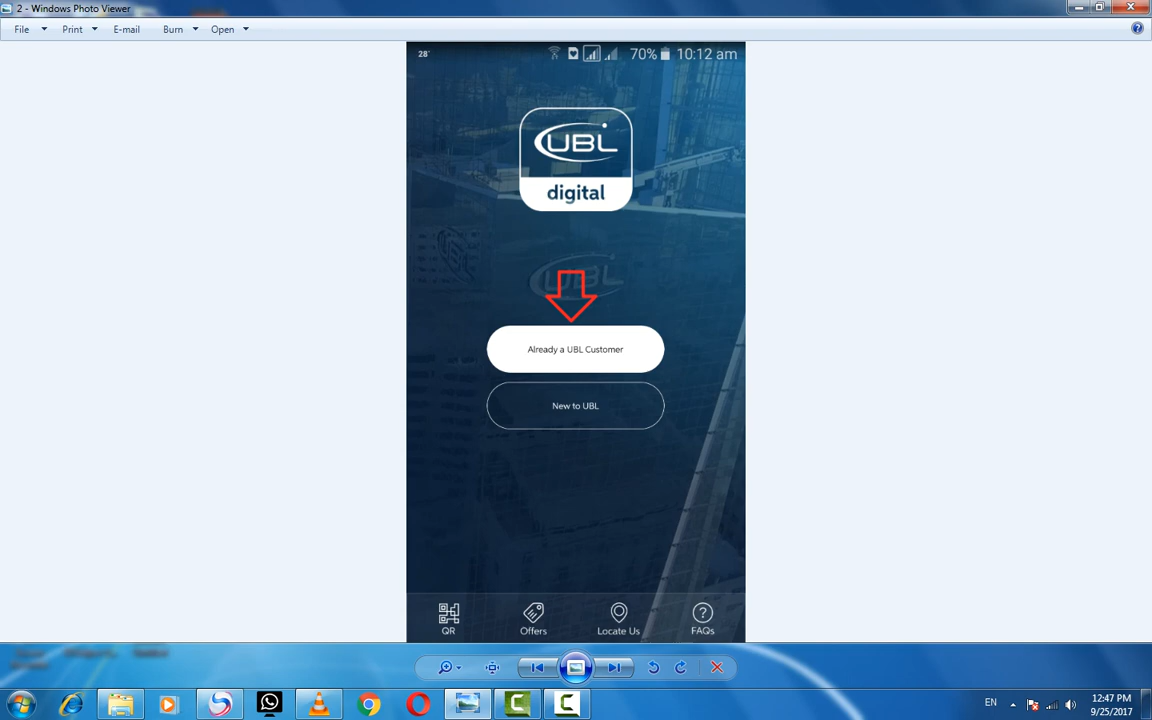 2 - Windows Photo Viewer
File Print E-mail Burn Open
28° 70% 10:12 am
UBL
digital
UBL
Already a UBL Customer
New to UBL
QR Offers Locate Us FAQs
EN 12:47 PM
9/25/2017